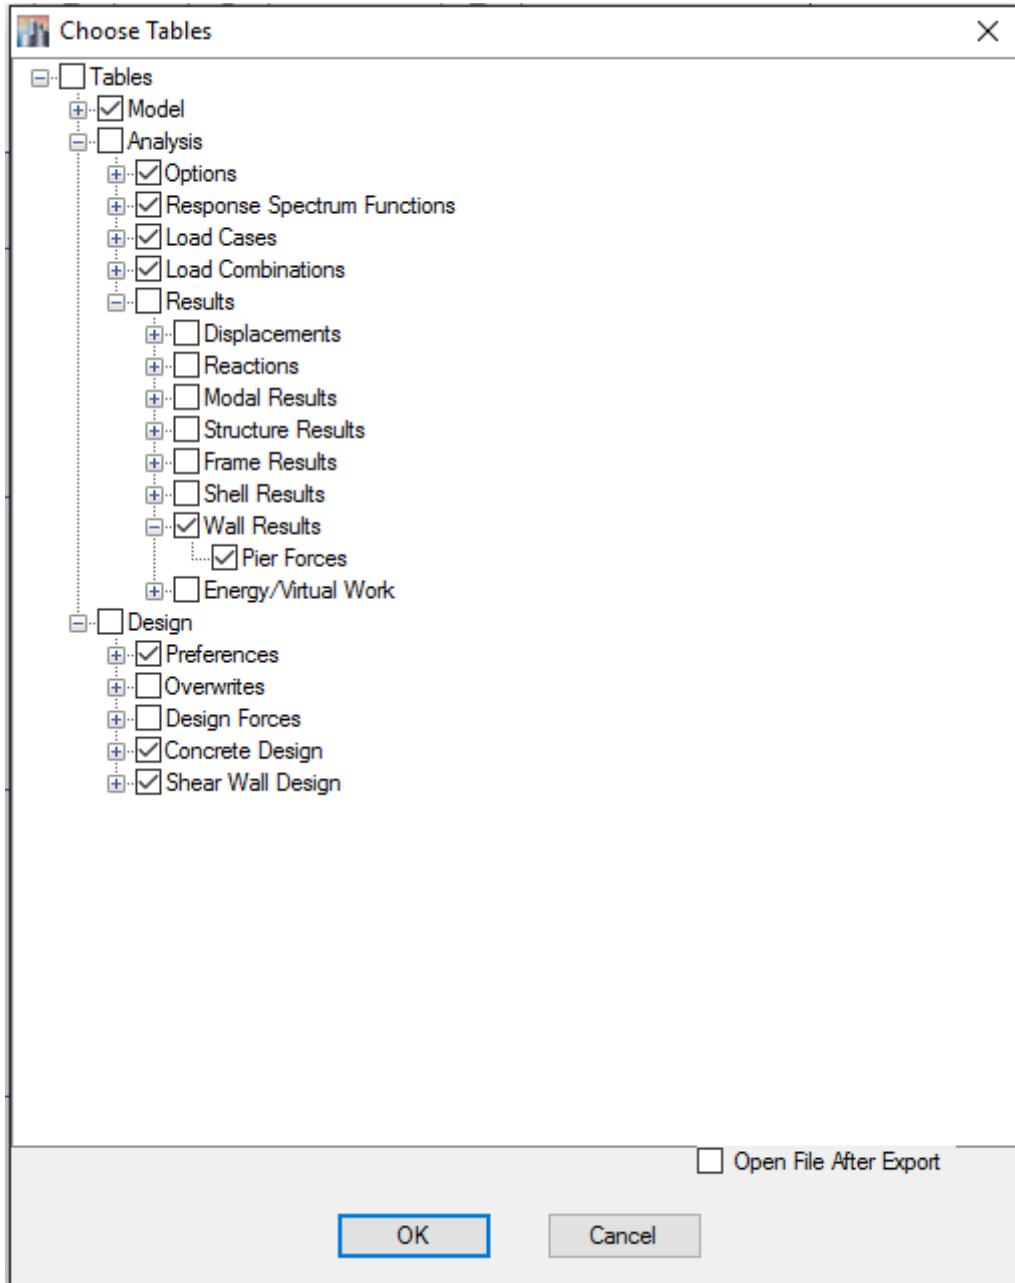 Choose Tables
Tables
Model
Analysis
Options
Response Spectrum Functions
Load Cases
Load Combinations
Results
Displacements
Reactions
Modal Results
Structure Results
Frame Results
Shell Results
Wall Results
Pier Forces
Energy/Virtual Work
Design
Preferences
Overwrites
Design Forces
Concrete Design
Shear Wall Design
Open File After Export
OK Cancel